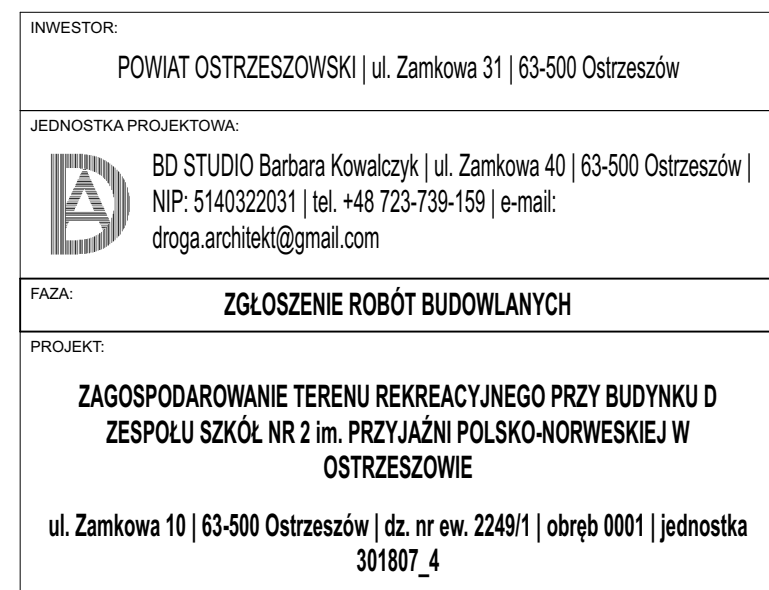 INWESTOR:
POWIAT OSTRZESZOWSKI | ul. Zamkowa 31 | 63-500 Ostrzeszów
JEDNOSTKA PROJEKTOWA:
BD STUDIO Barbara Kowalczyk | ul. Zamkowa 40 | 63-500 Ostrzeszów |
NIP: 5140322031 | tel. +48 723-739-159 | e-mail:
droga.architekt@gmail.com
FAZA:
ZGŁOSZENIE ROBÓT BUDOWLANYCH
PROJEKT:
ZAGOSPODAROWANIE TERENU REKREACYJNEGO PRZY BUDYNKU D
ZESPOŁU SZKÓŁ NR 2 im. PRZYJAŹNI POLSKO-NORWESKIEJ W
OSTRZESZOWIE
ul. Zamkowa 10 | 63-500 Ostrzeszów | dz. nr ew. 2249/1 | obręb 0001 | jednostka
301807_4